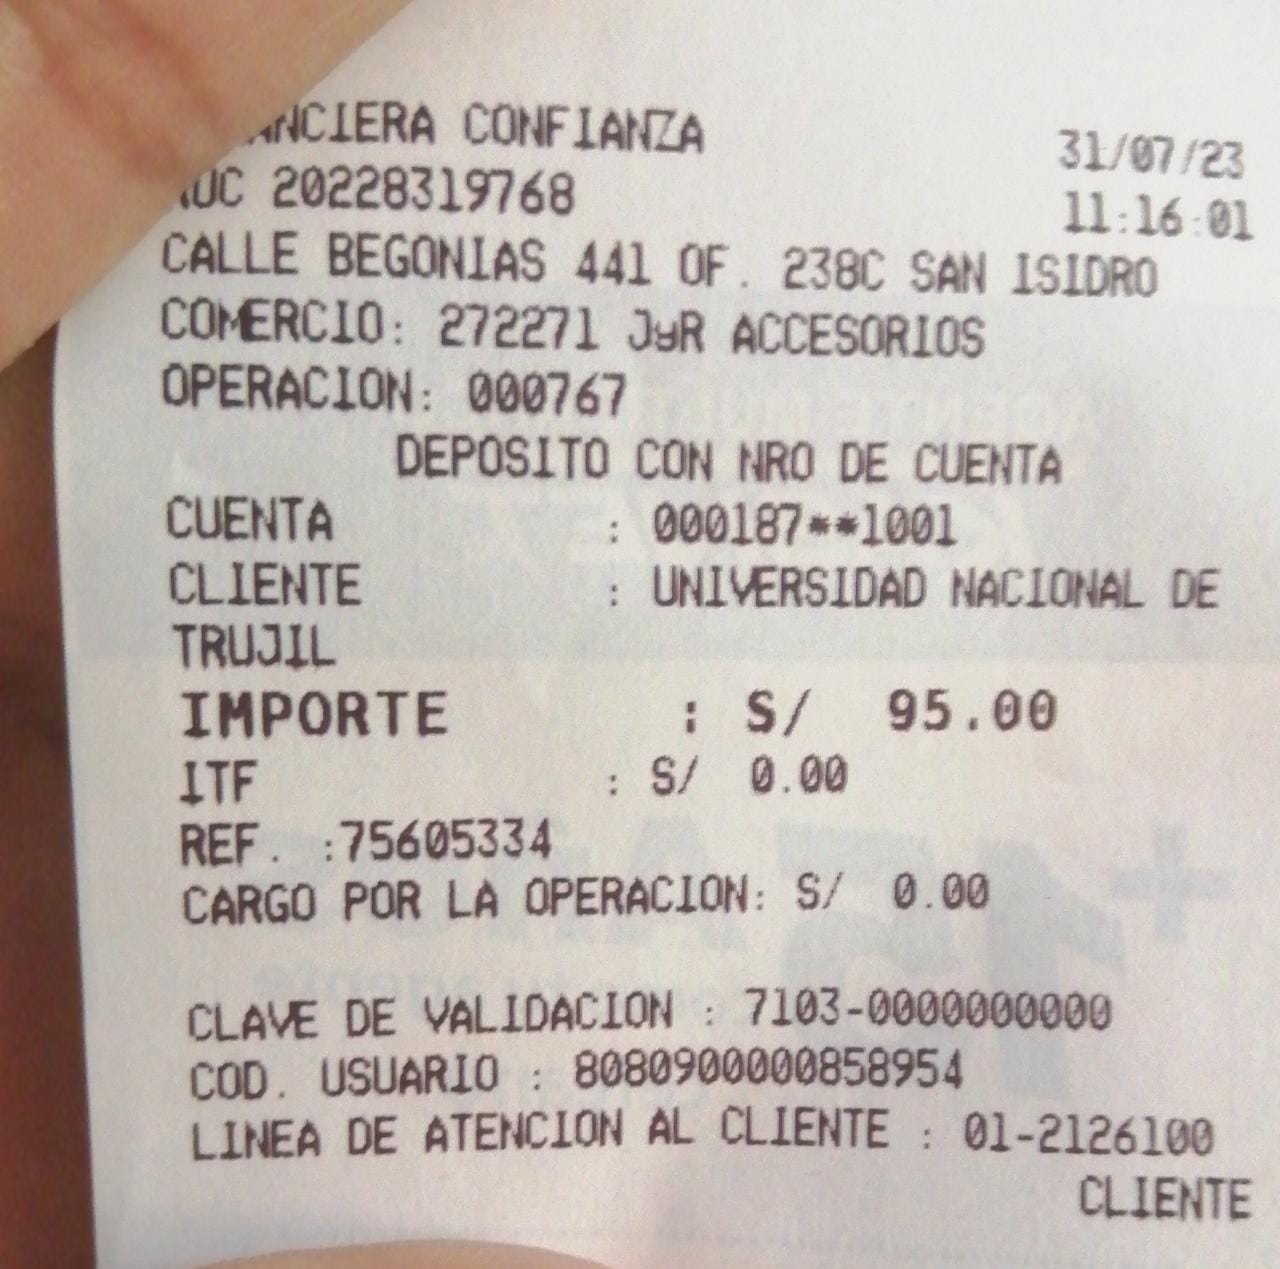 CONFIANZA
31/07/23
20228319768
11:16:01
CALLE BEGONIAS 441 OF. 238C SAN ISIDRO
COMERCIO: 272271 JyR ACCESORIOS
OPERACION: 000767
DEPOSITO CON NRO DE CUENTA
CUENTA : 000187**1001
CLIENTE : UNIVERSIDAD NACIONAL DE
TRUJIL
IMPORTE : S/ 95.00
ITF : S/ 0.00
REF. :75605334
CARGO POR LA OPERACION: S/ 0.00
CLAVE DE VALIDACION : 7103-0000000000
COD. USUARIO : 8080900000858954
LINEA DE ATENCION AL CLIENTE : 01-2126100
CLIENTE